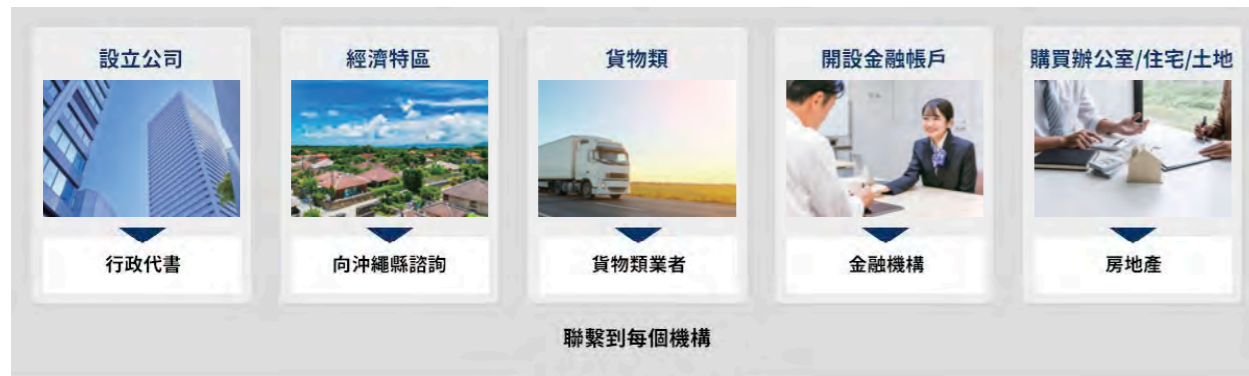 設立公司
經濟特區
貨物類
開設金融帳戶
購買辦公室/住宅/土地
行政代書
向沖繩縣諮詢
貨物類業者
金融機構
房地產
聯繫到每個機構